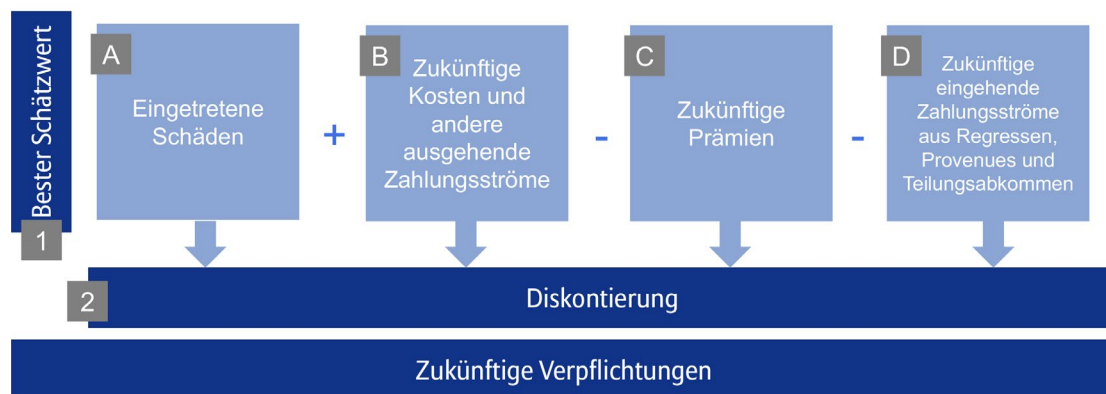 Bester Schätzwert
1
A
Eingetretene
Schäden
+
B
Zukünftige
Kosten und
andere
ausgehende
Zahlungsströme
-
C
Zukünftige
Prämien
-
D
Zukünftige
eingehende
Zahlungsströme
aus Regressen,
Provenues und
Teilungsabkommen
2
Diskontierung
Zukünftige Verpflichtungen